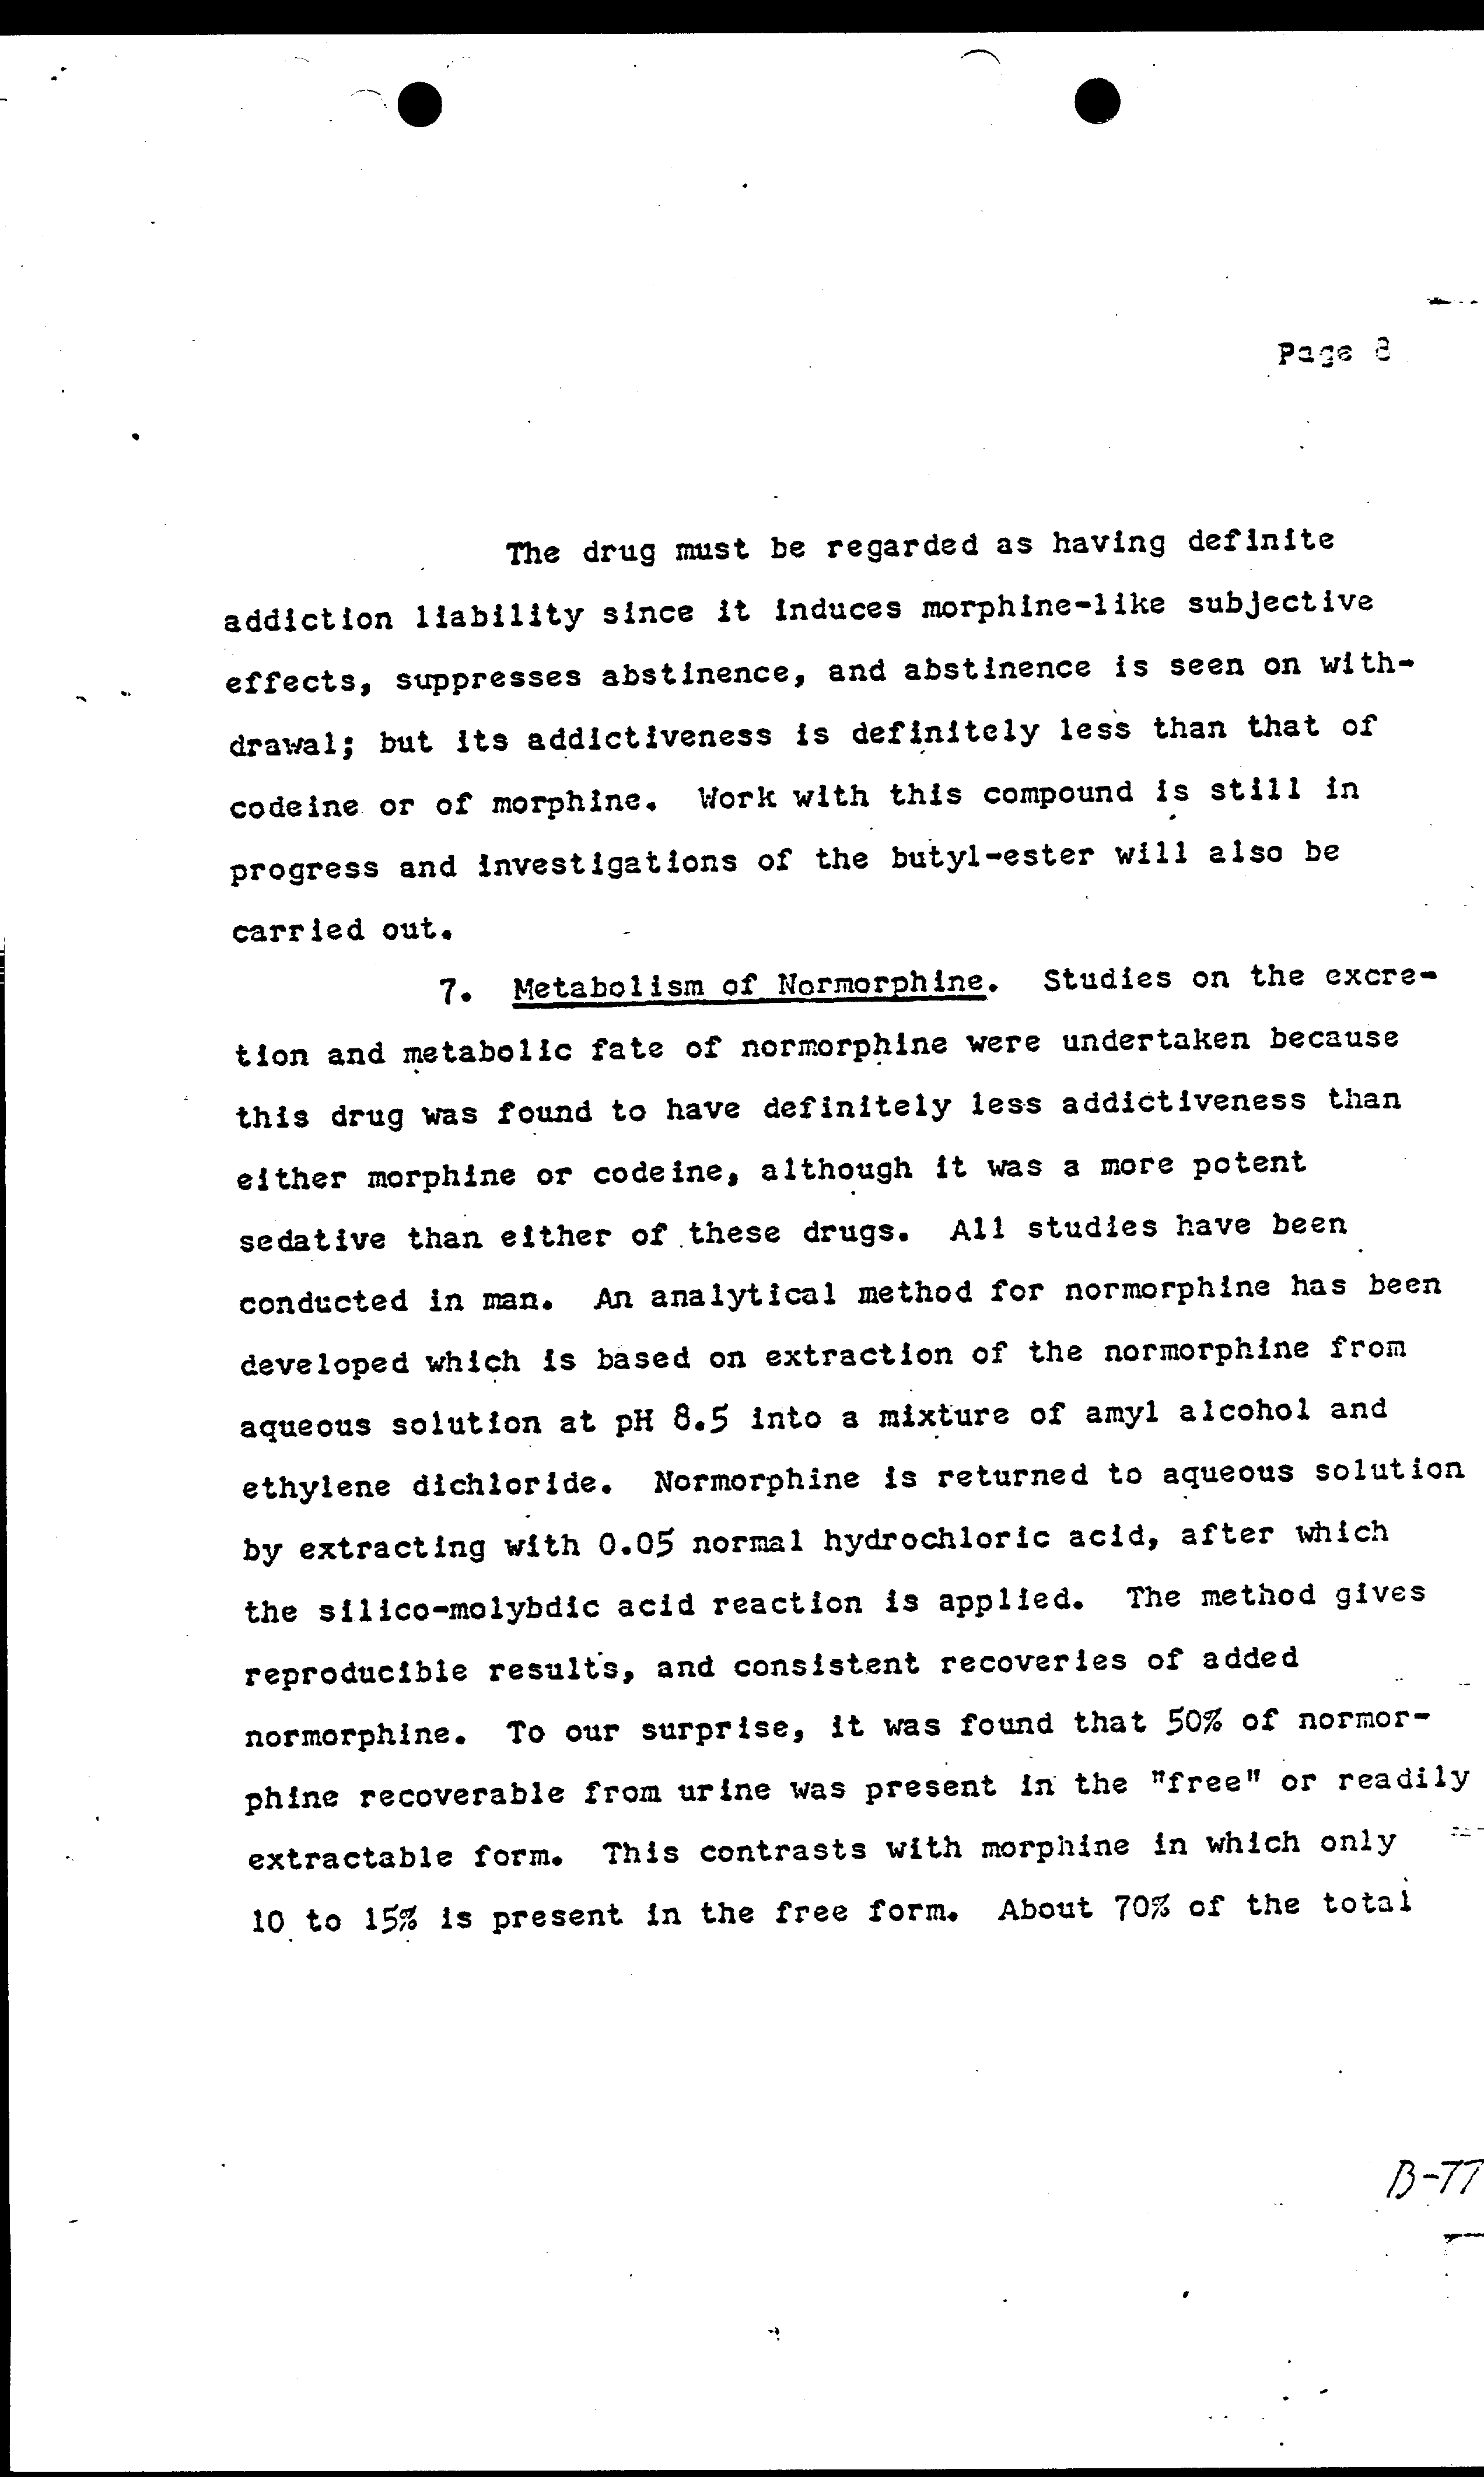 Page 8
The drug must be regarded as having definite
addiction liability since it induces morphine-like subjective
effects, suppresses abstinence, and abstinence is seen on with-
drawal; but its addictiveness is definitely less than that of
codeine or of morphine. Work with this compound is still in
progress and investigations of the butyl-ester will also be
carried out.
7. Metabolism of Normorphine. Studies on the excre-
tion and metabolic fate of normorphine were undertaken because
this drug was found to have definitely less addictiveness than
either morphine or codeine, although it was a more potent
sedative than either of these drugs. All studies have been
conducted in man. An analytical method for normorphine has been
developed which is based on extraction of the normorphine from
aqueous solution at pH 8.5 into a mixture of amyl alcohol and
ethylene dichloride. Normorphine is returned to aqueous solution
by extracting with 0.05 normal hydrochloric acid, after which
the silico-molybdic acid reaction is applied. The method gives
reproducible results, and consistent recoveries of added
normorphine. To our surprise, it was found that 50% of normor-
phine recoverable from urine was present in the "free" or readily
extractable form. This contrasts with morphine in which only
10 to 15% is present in the free form. About 70% of the total
B-77